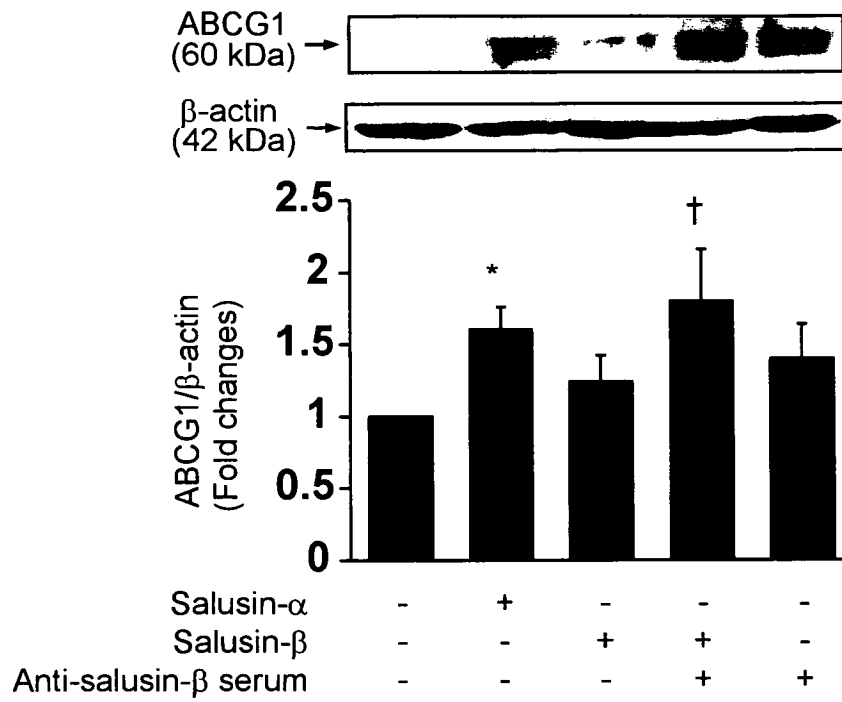 ABCG1
(60 kDa)
β-actin
(42 kDa)
2.5
2
1.5
1
0.5
0
ABCG1/β-actin
(Fold changes)
*
†
Salusin-α - + - - -
Salusin-β - - + + -
Anti-salusin-β serum - - - + +